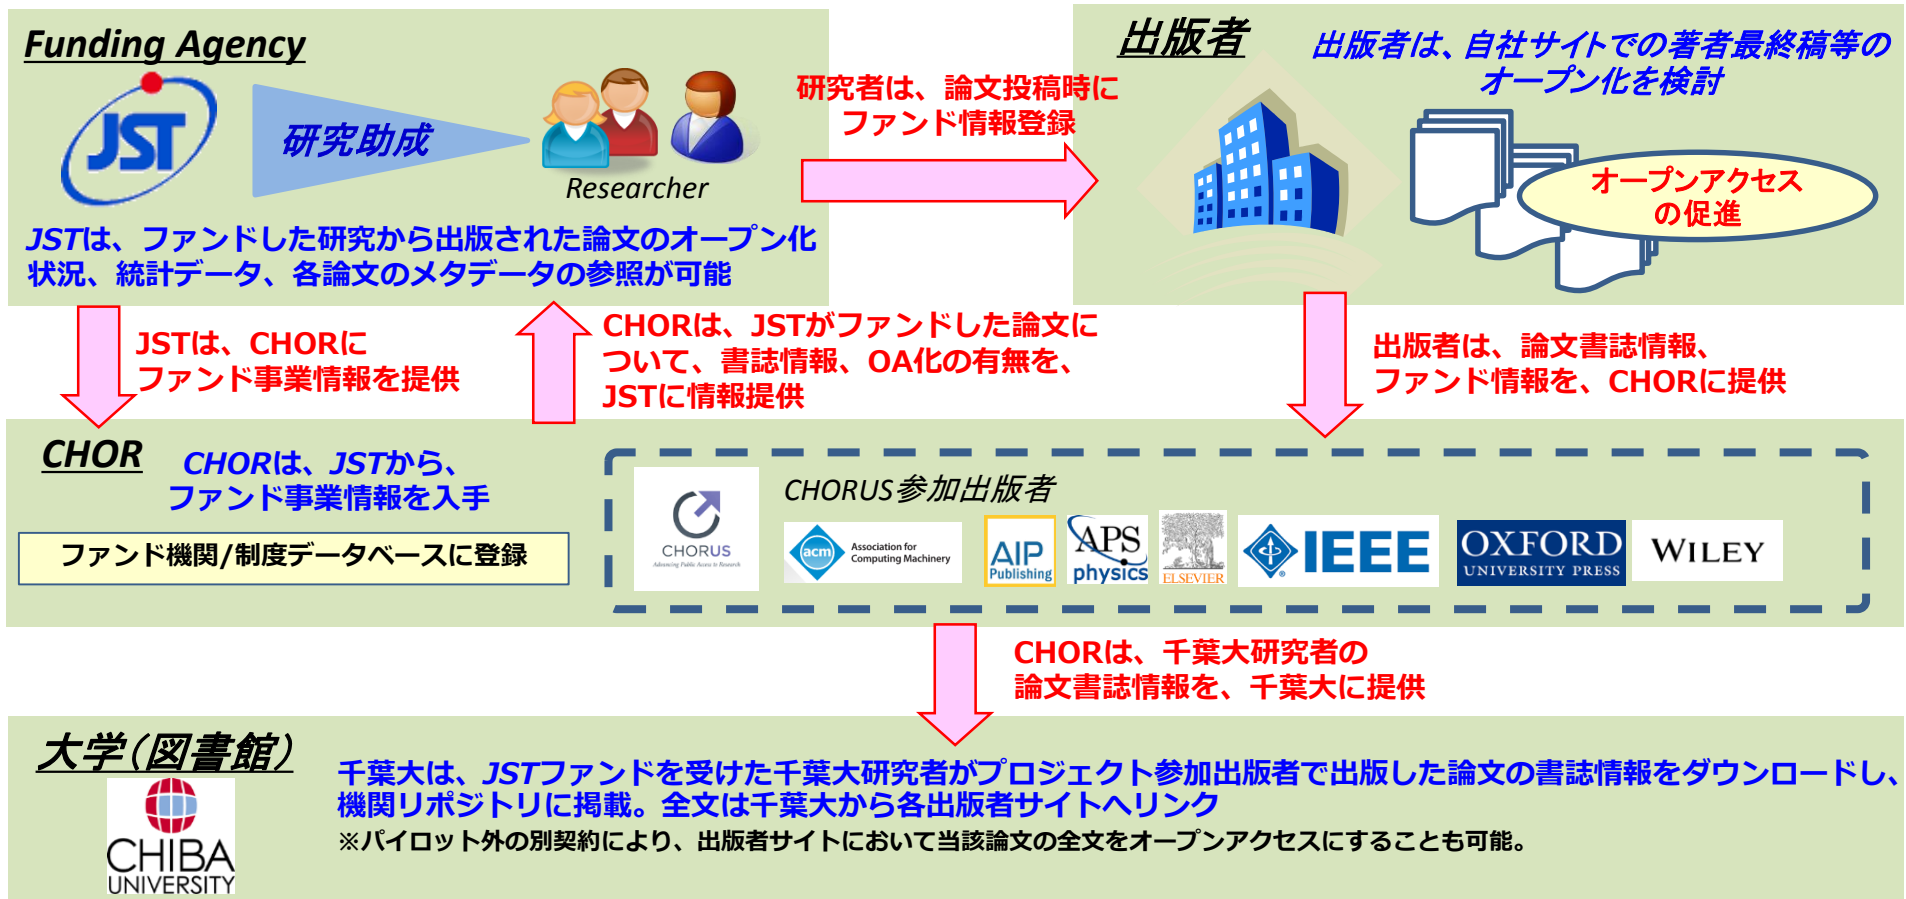 Funding Agency
JST
研究助成
Researcher
JSTは、ファンドした研究から出版された論文のオープン化
状況、統計データ、各論文のメタデータの参照が可能
研究者は、論文投稿時に
ファンド情報登録
出版者
出版者は、自社サイトでの著者最終稿等の
オープン化を検討
オープンアクセス
の促進
JSTは、CHORに
ファンド事業情報を提供
CHORは、JSTがファンドした論文に
ついて、書誌情報、OA化の有無を、
JSTに情報提供
出版者は、論文書誌情報、
ファンド情報を、CHORに提供
CHOR
CHORは、JSTから、
ファンド事業情報を入手
ファンド機関/制度データベースに登録
CHORUS
Advancing Public Access to Research
CHORUS参加出版者
acm
Association for
Computing Machinery
AIP
Publishing
APS
physics
ELSEVIER
IEEE
OXFORD
UNIVERSITY PRESS
WILEY
CHORは、千葉大研究者の
論文書誌情報を、千葉大に提供
大学(図書館)
CHIBA
UNIVERSITY
千葉大は、JSTファンドを受けた千葉大研究者がプロジェクト参加出版者で出版した論文の書誌情報をダウンロードし、
機関リポジトリに掲載。全文は千葉大から各出版者サイトへリンク
※パイロット外の別契約により、出版者サイトにおいて当該論文の全文をオープンアクセスにすることも可能。